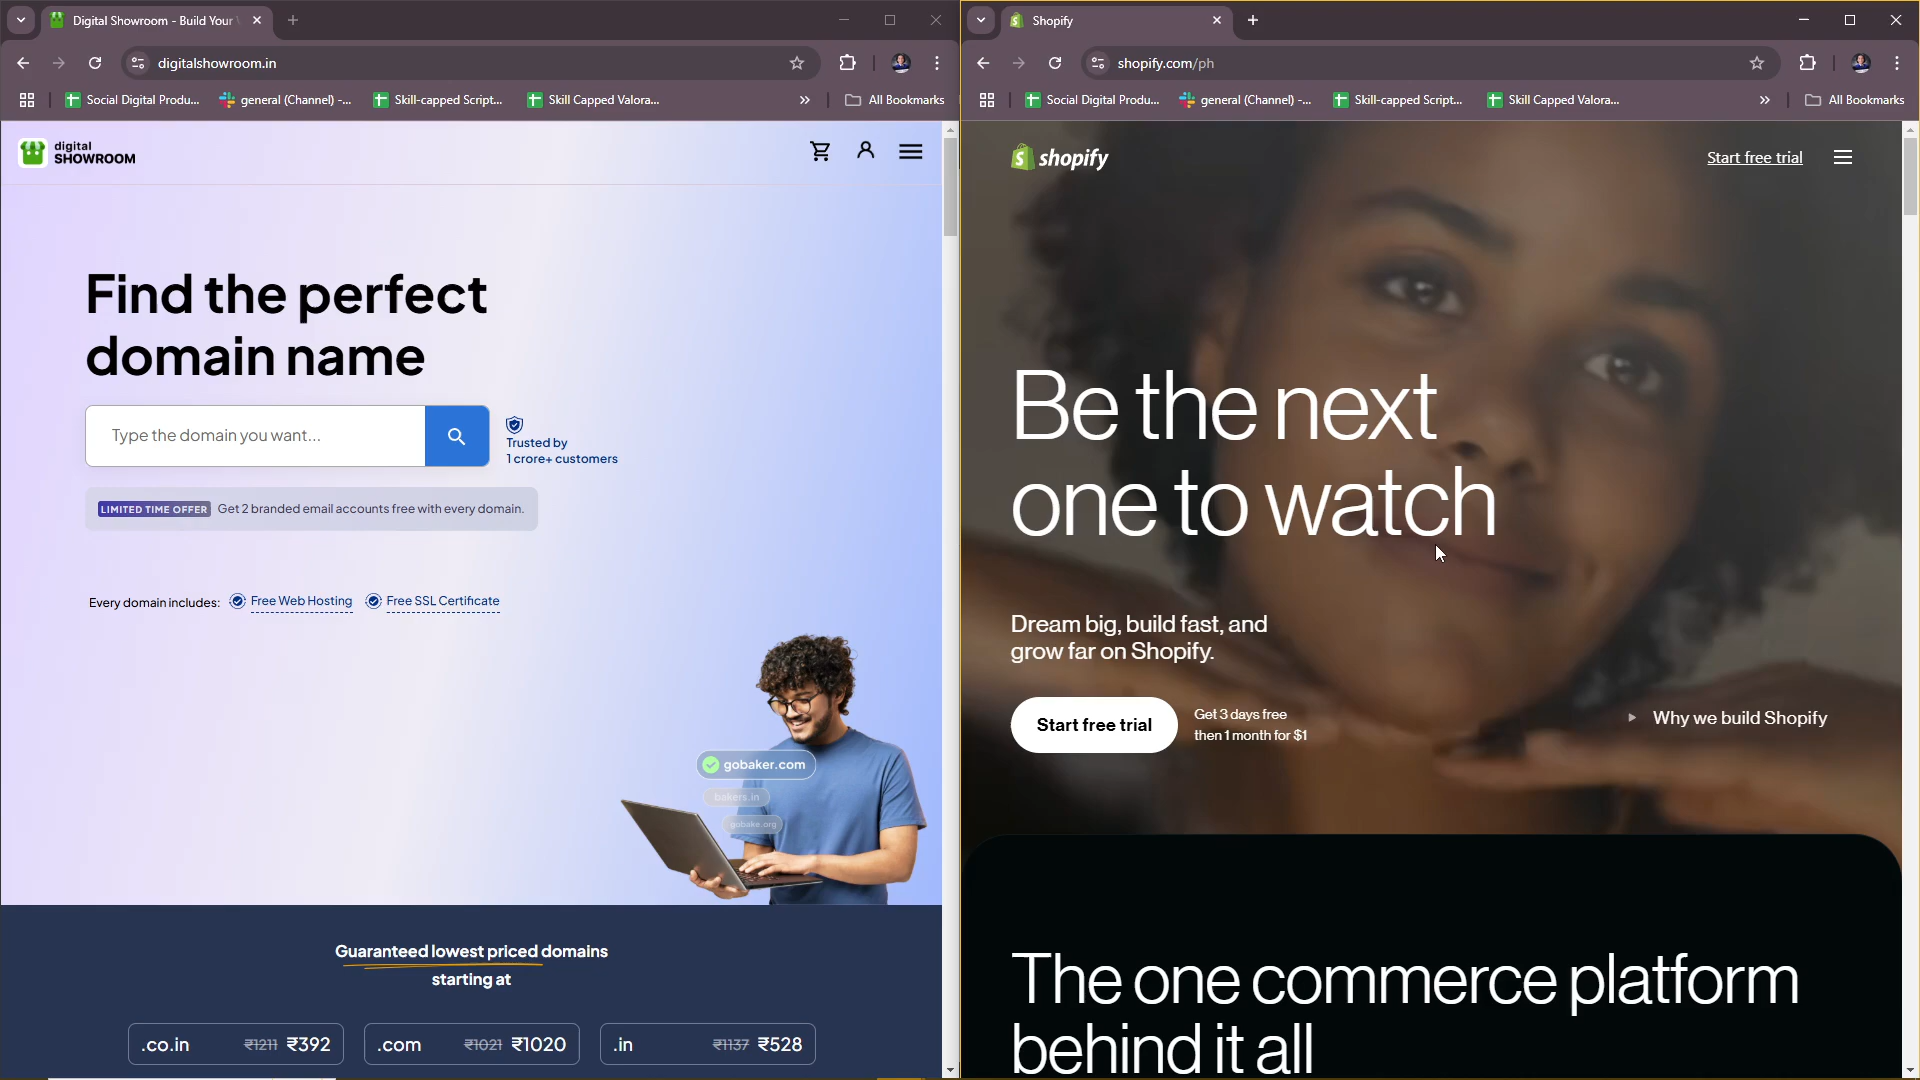 Digital Showroom - Build Your
digitalshowroom.in
Social Digital Produ...
general (Channel) -...
Skill-capped Script...
Skill Capped Valora...
»
All Bookmarks
digital
SHOWROOM
Find the perfect
domain name
Type the domain you want...
Trusted by
1 crore+ customers
LIMITED TIME OFFER Get 2 branded email accounts free with every domain.
Every domain includes: Free Web Hosting Free SSL Certificate
gobaker.com
bakers.in
gobake.org
Guaranteed lowest priced domains
starting at
.co.in ₹1211 ₹392
.com ₹1021 ₹1020
.in ₹1137 ₹528
Shopify
shopify.com/ph
Social Digital Produ...
general (Channel) -...
Skill-capped Script...
Skill Capped Valora...
»
All Bookmarks
shopify
Start free trial
Be the next
one to watch
Dream big, build fast, and
grow far on Shopify.
Start free trial
Get 3 days free
then 1 month for $1
Why we build Shopify
The one commerce platform
behind it all